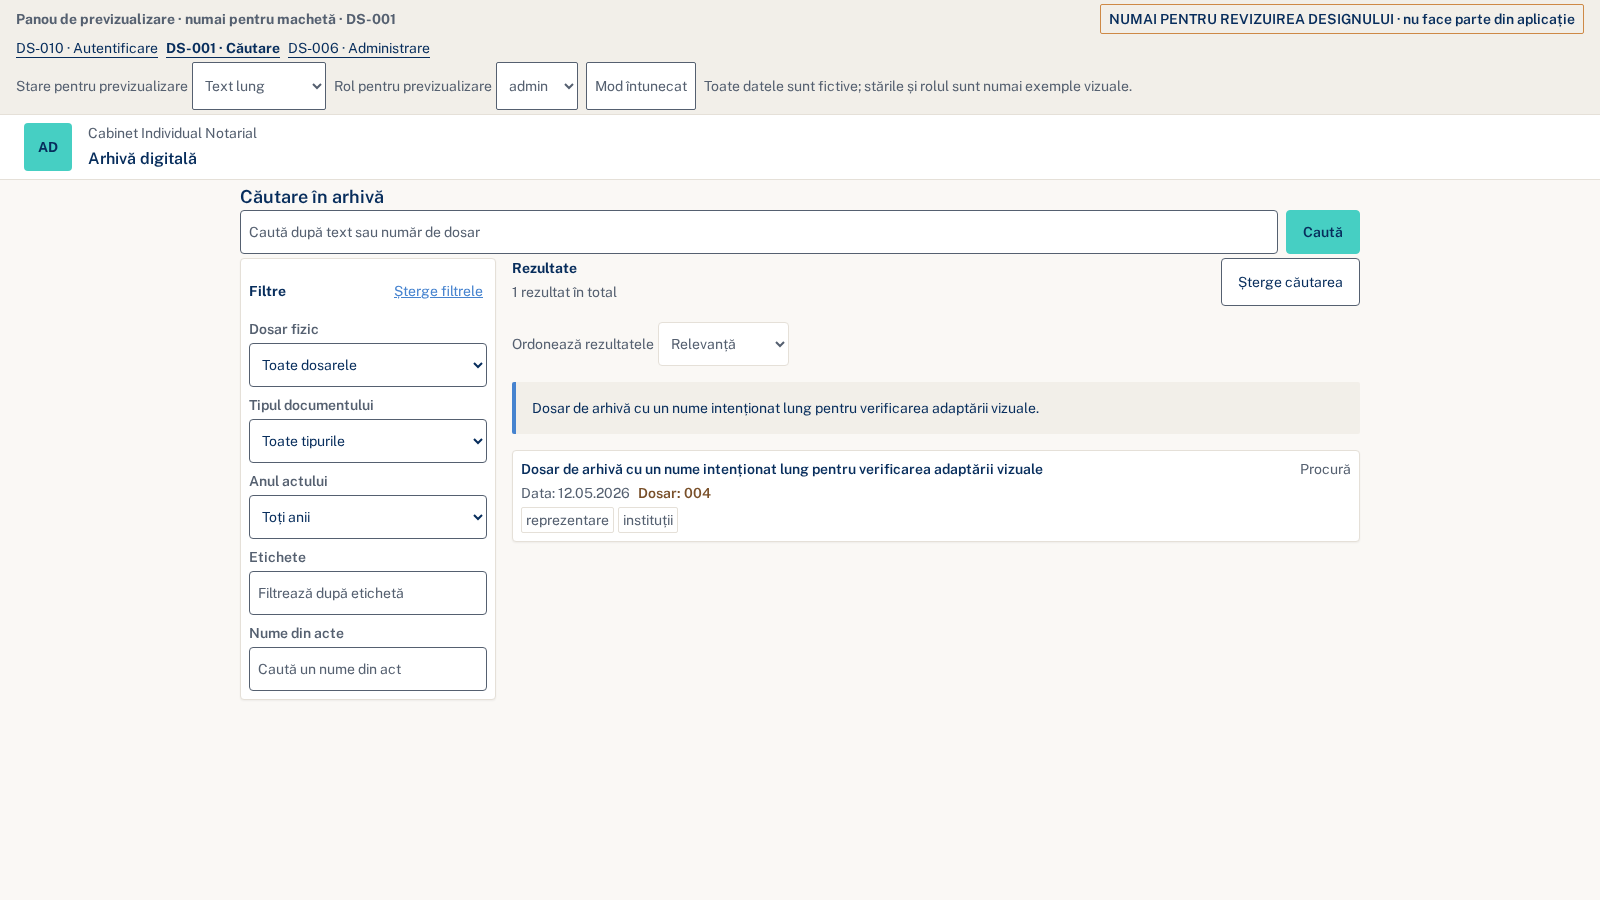 Panou de previzualizare · numai pentru machetă · DS-001
NUMAI PENTRU REVIZUIREA DESIGNULUI · nu face parte din aplicație
DS-010 · Autentificare DS-001 · Căutare DS-006 · Administrare
Stare pentru previzualizare Text lung Rol pentru previzualizare admin Mod întunecat Toate datele sunt fictive; stările și rolul sunt numai exemple vizuale.
AD
Cabinet Individual Notarial
Arhivă digitală
Căutare în arhivă
Caută după text sau număr de dosar
Caută
Filtre
Șterge filtrele
Dosar fizic
Toate dosarele
Tipul documentului
Toate tipurile
Anul actului
Toți anii
Etichete
Filtrează după etichetă
Nume din acte
Caută un nume din act
Rezultate
1 rezultat în total
Șterge căutarea
Ordonează rezultatele Relevanță
Dosar de arhivă cu un nume intenționat lung pentru verificarea adaptării vizuale.
Dosar de arhivă cu un nume intenționat lung pentru verificarea adaptării vizuale
Procură
Data: 12.05.2026 Dosar: 004
reprezentare instituții